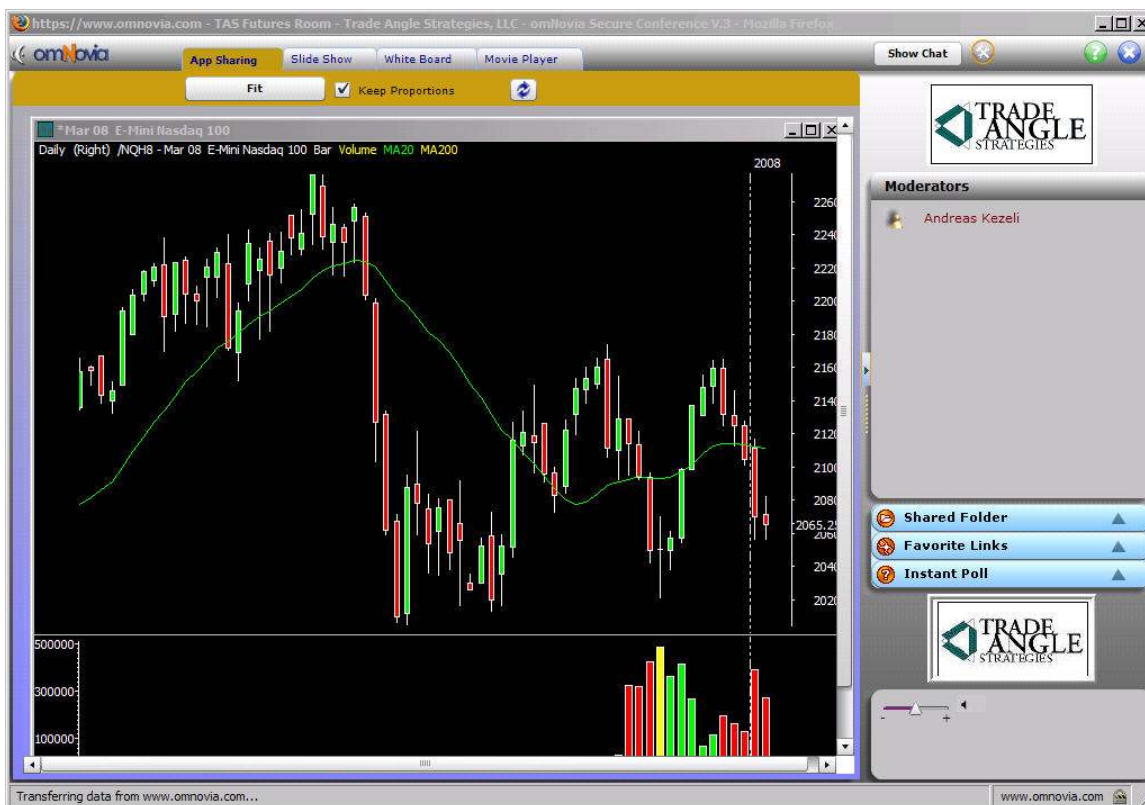 https://www.omnovia.com - TAS Futures Room - Trade Angle Strategies, LLC - omNovia Secure Conference V.3 - Mozilla Firefox
omNovia
App Sharing
Slide Show
White Board
Movie Player
Show Chat
Fit
Keep Proportions
TRADE
ANGLE
STRATEGIES
*Mar 08 E-Mini Nasdaq 100
Daily (Right) /NQH8 - Mar 08 E-Mini Nasdaq 100 Bar Volume MA20 MA200
2008
2260
2240
2220
2200
2180
2160
2140
2120
2100
2080
2065.25
2060
2040
2020
500000
300000
100000
Moderators
Andreas Kezeli
Shared Folder
Favorite Links
Instant Poll
TRADE
ANGLE
STRATEGIES
- +
Transferring data from www.omnovia.com...
www.omnovia.com